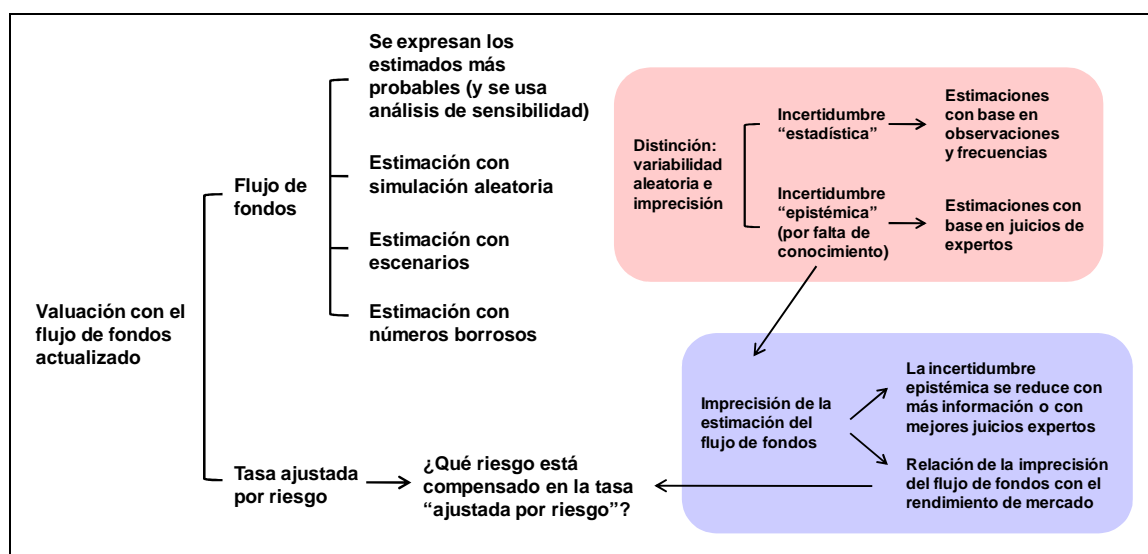 Se expresan los
estimados más
probables (y se usa
análisis de sensibilidad)
Flujo de
fondos
Estimación con
simulación aleatoria
Estimación con
escenarios
Estimación con
números borrosos
Valuación con el
flujo de fondos
actualizado
Tasa ajustada
por riesgo
¿Qué riesgo está
compensado en la tasa
“ajustada por riesgo”?
Distinción:
variabilidad
aleatoria e
imprecisión
Incertidumbre
“estadística”
Estimaciones
con base en
observaciones
y frecuencias
Incertidumbre
“epistémica”
(por falta de
conocimiento)
Estimaciones con
base en juicios de
expertos
Imprecisión de la
estimación del
flujo de fondos
La incertidumbre
epistémica se reduce con
más información o con
mejores juicios expertos
Relación de la imprecisión
del flujo de fondos con el
rendimiento de mercado